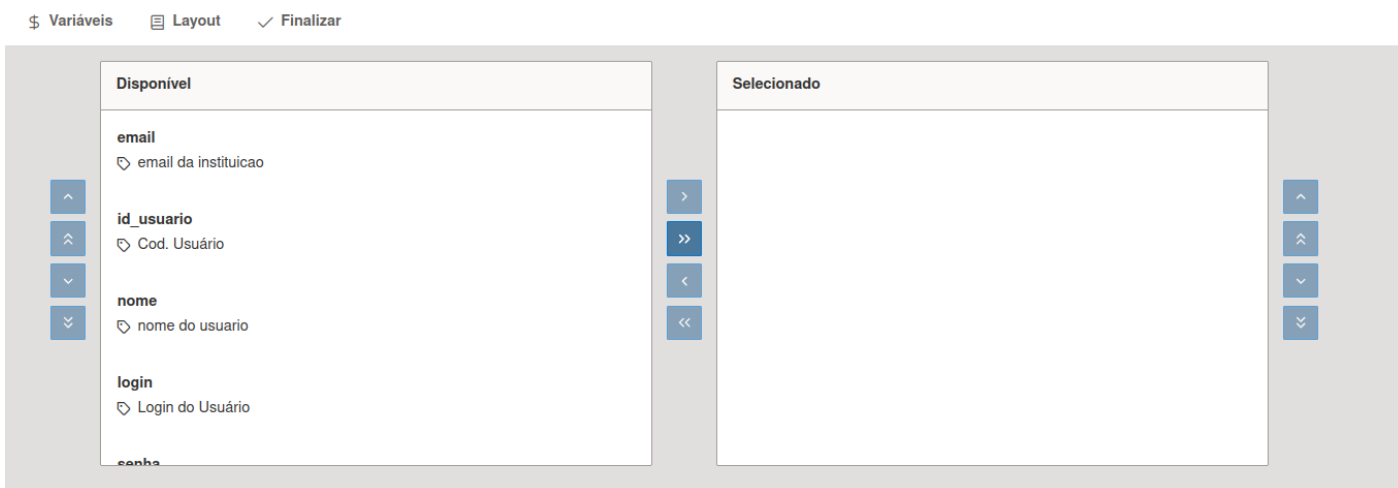 $ Variáveis Layout Finalizar
Disponível
email
email da instituicao
id_usuario
Cod. Usuário
nome
nome do usuario
login
Login do Usuário
senha
Selecionado